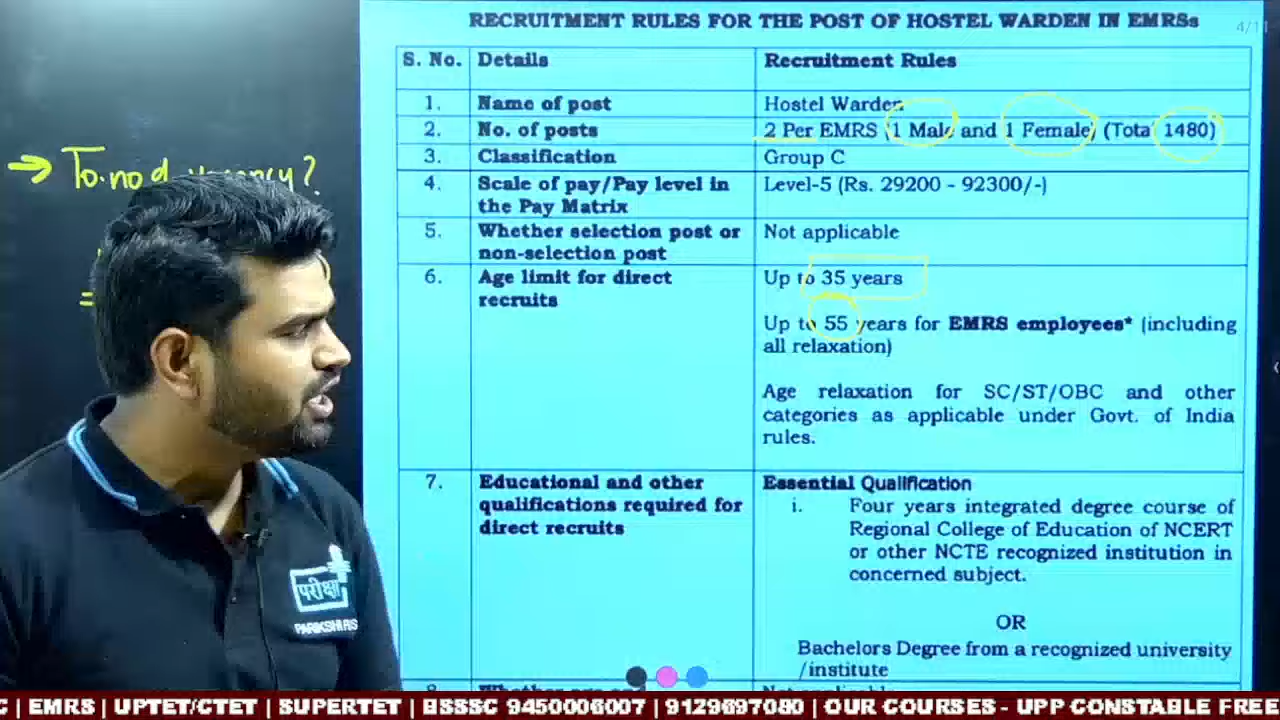 RECRUITMENT RULES FOR THE POST OF HOSTEL WARDEN IN EMRSs
4/11
S. No. Details Recruitment Rules
1. Name of post Hostel Warden
2. No. of posts 2 Per EMRS (1 Male and 1 Female) (Total 1480)
3. Classification Group C
4. Scale of pay/Pay level in the Pay Matrix Level-5 (Rs. 29200 - 92300/-)
5. Whether selection post or non-selection post Not applicable
6. Age limit for direct recruits
Up to 35 years
Up to 55 years for EMRS employees* (including
all relaxation)
Age relaxation for SC/ST/OBC and other
categories as applicable under Govt. of India
rules.
7. Educational and other
qualifications required for
direct recruits
Essential Qualification
i. Four years integrated degree course of
Regional College of Education of NCERT
or other NCTE recognized institution in
concerned subject.
OR
Bachelors Degree from a recognized university
/institute
→ To. no
?
=
परीक्षा
| EMRS | UPTET/CTET | SUPERTET | BSSSC 9450006007 | 9129697080 | OUR COURSES - UPP CONSTABLE FREE